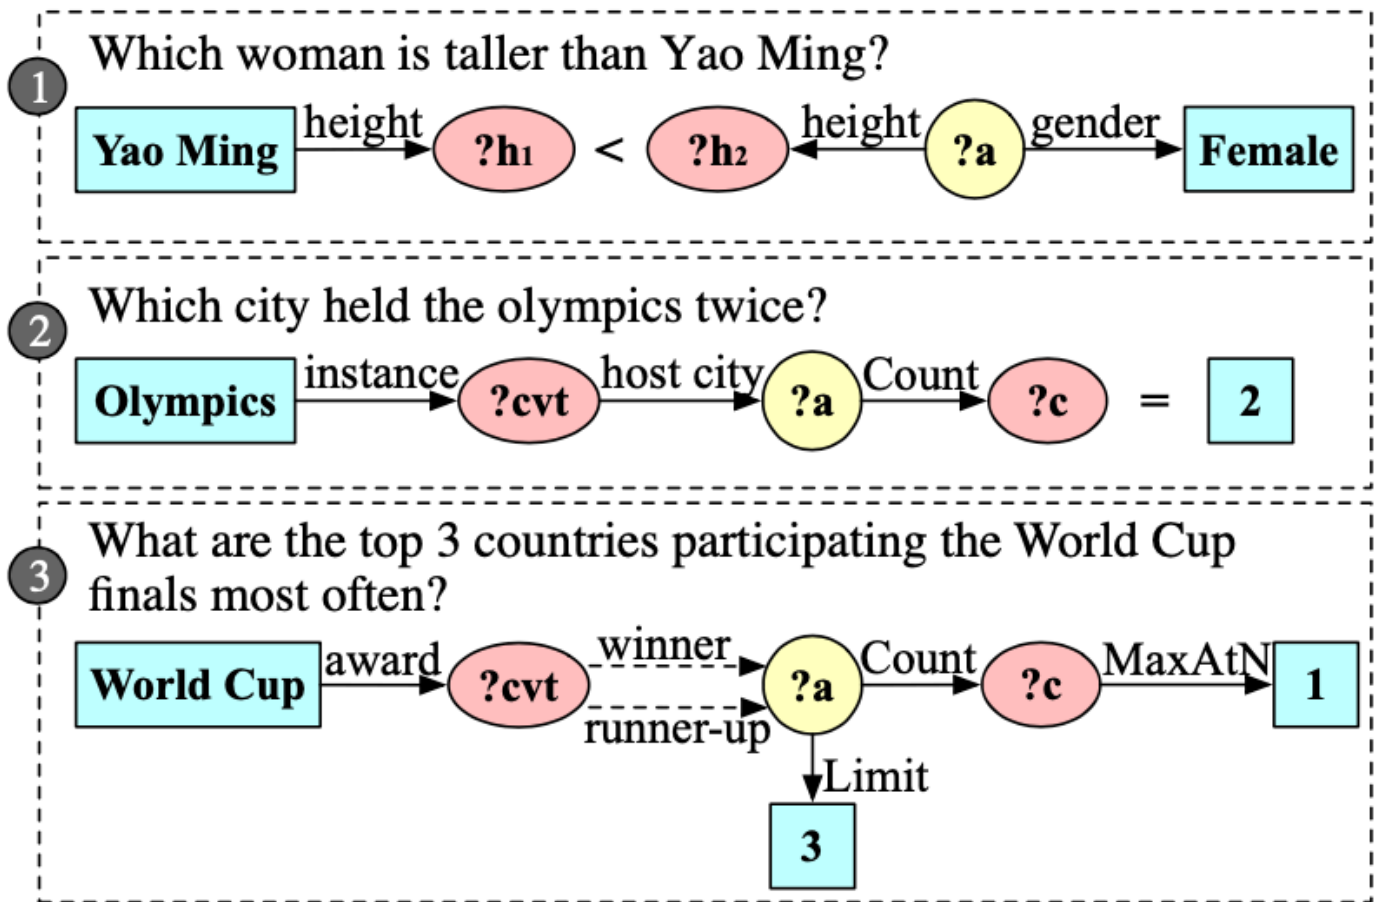 1
Which woman is taller than Yao Ming?
Yao Ming height ?h1 < ?h2 height ?a gender Female
2
Which city held the olympics twice?
Olympics instance ?cvt host city ?a Count ?c = 2
3
What are the top 3 countries participating the World Cup
finals most often?
World Cup award ?cvt winner ?a Count ?c MaxAtN 1
runner-up
Limit
3